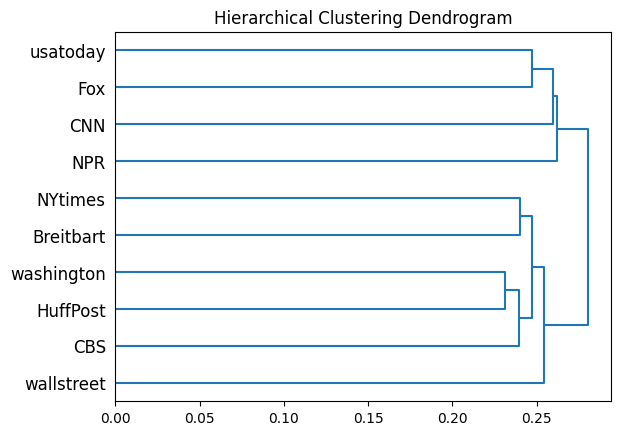 Hierarchical Clustering Dendrogram
usatoday
Fox
CNN
NPR
NYtimes
Breitbart
washington
HuffPost
CBS
wallstreet
0.00 0.05 0.10 0.15 0.20 0.25